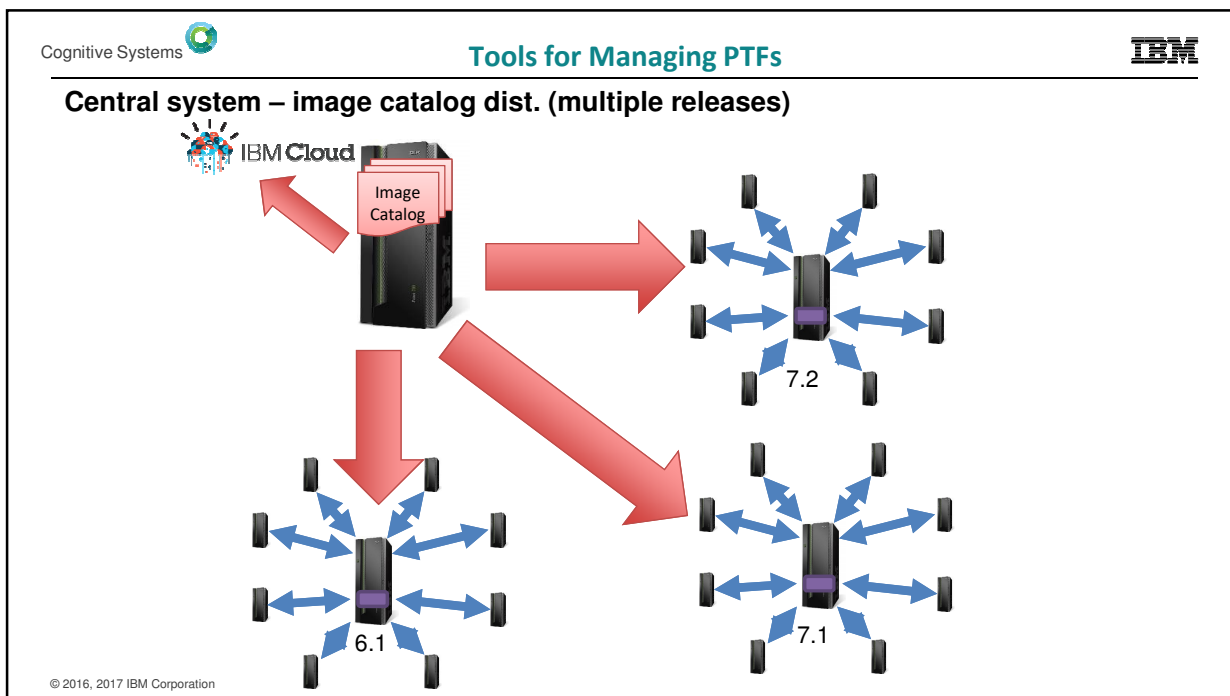 Cognitive Systems
Tools for Managing PTFs
IBM
Central system – image catalog dist. (multiple releases)
IBM Cloud
Image
Catalog
7.2
6.1
7.1
© 2016, 2017 IBM Corporation